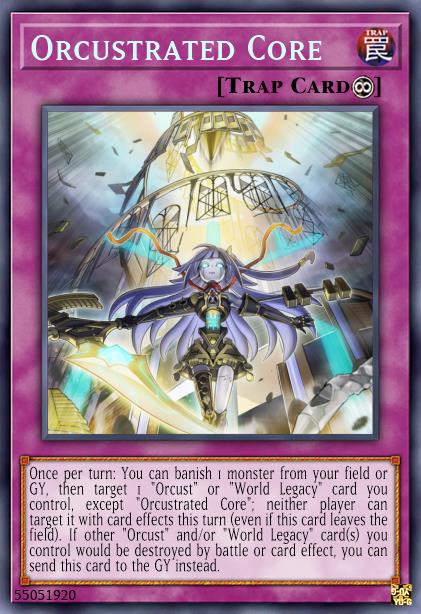 Orcustrated Core
TRAP
罠
[Trap Card]
Once per turn: You can banish 1 monster from your field or
GY, then target 1 "Orcust" or "World Legacy" card you
control, except "Orcustrated Core"; neither player can
target it with card effects this turn (even if this card leaves the
field). If other "Orcust" and/or "World Legacy" card(s) you
control would be destroyed by battle or card effect, you can
send this card to the GY instead.
55051920